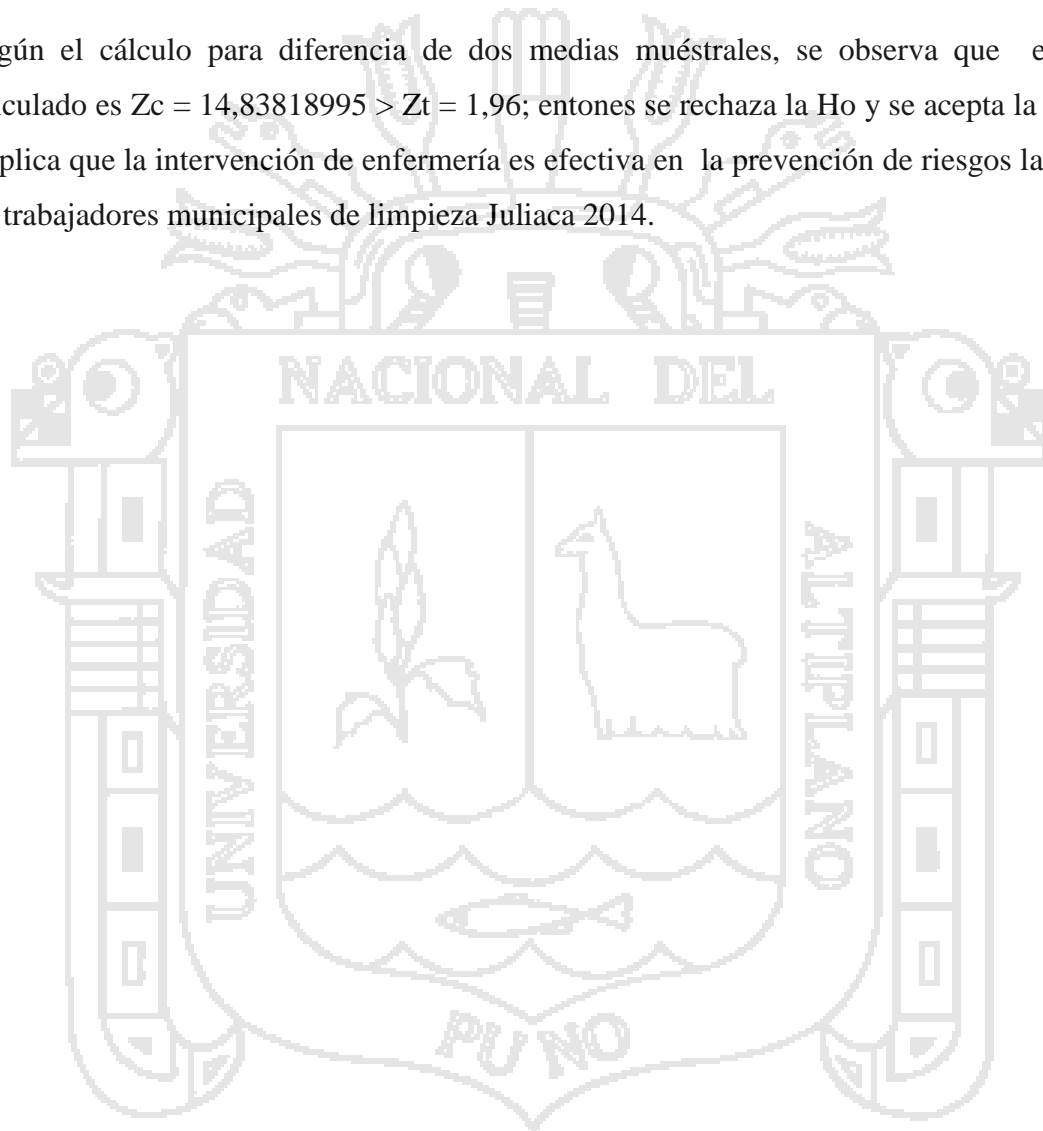 gún el cálculo para diferencia de dos medias muéstrales, se observa que e
culado es Zc = 14,83818995 > Zt = 1,96; entones se rechaza la Ho y se acepta la
plica que la intervención de enfermería es efectiva en la prevención de riesgos la
trabajadores municipales de limpieza Juliaca 2014.
NACIONAL DEL
UNIVERSIDAD
ALTIPLANO
PUNO